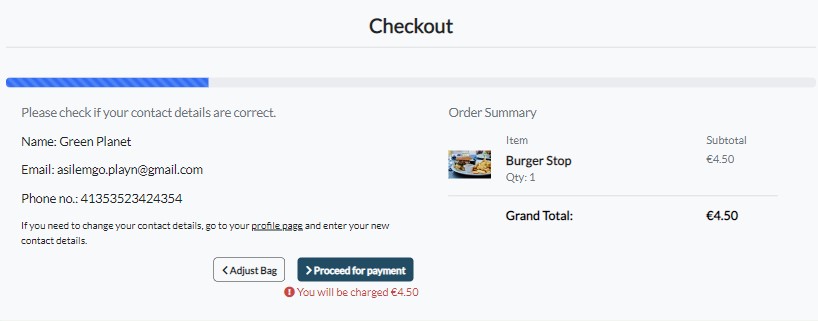 Checkout
Please check if your contact details are correct.
Name: Green Planet
Email: asilemgo.playn@gmail.com
Phone no.: 41353523424354
If you need to change your contact details, go to your profile page and enter your new
contact details.
Adjust Bag
Proceed for payment
You will be charged €4.50
Order Summary
Item Subtotal
Burger Stop €4.50
Qty: 1
Grand Total: €4.50